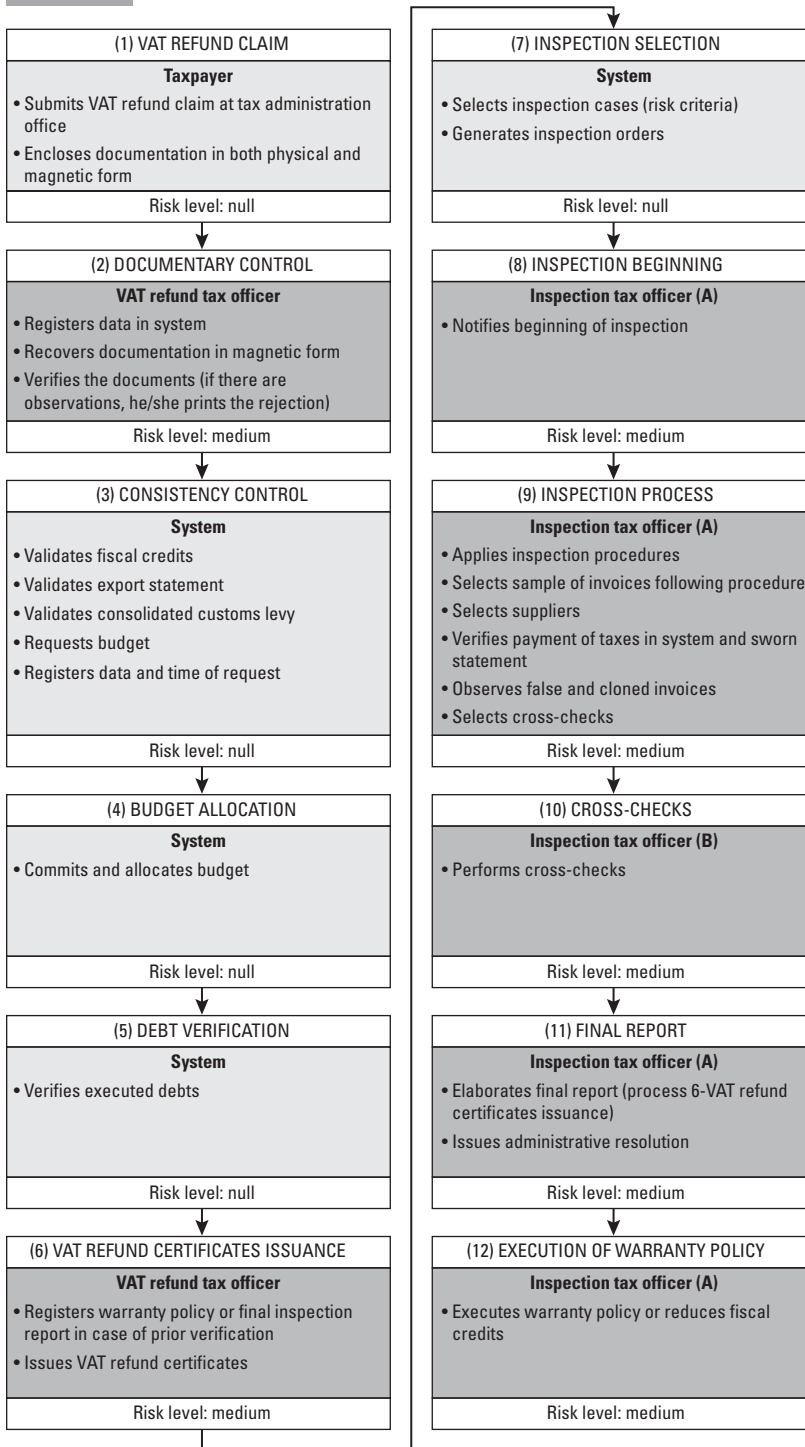 (1) VAT REFUND CLAIM
Taxpayer
• Submits VAT refund claim at tax administration
office
• Encloses documentation in both physical and
magnetic form
Risk level: null
(2) DOCUMENTARY CONTROL
VAT refund tax officer
• Registers data in system
• Recovers documentation in magnetic form
• Verifies the documents (if there are
observations, he/she prints the rejection)
Risk level: medium
(3) CONSISTENCY CONTROL
System
• Validates fiscal credits
• Validates export statement
• Validates consolidated customs levy
• Requests budget
• Registers data and time of request
Risk level: null
(4) BUDGET ALLOCATION
System
• Commits and allocates budget
Risk level: null
(5) DEBT VERIFICATION
System
• Verifies executed debts
Risk level: null
(6) VAT REFUND CERTIFICATES ISSUANCE
VAT refund tax officer
• Registers warranty policy or final inspection
report in case of prior verification
• Issues VAT refund certificates
Risk level: medium
(7) INSPECTION SELECTION
System
• Selects inspection cases (risk criteria)
• Generates inspection orders
Risk level: null
(8) INSPECTION BEGINNING
Inspection tax officer (A)
• Notifies beginning of inspection
Risk level: medium
(9) INSPECTION PROCESS
Inspection tax officer (A)
• Applies inspection procedures
• Selects sample of invoices following procedure
• Selects suppliers
• Verifies payment of taxes in system and sworn
statement
• Observes false and cloned invoices
• Selects cross-checks
Risk level: medium
(10) CROSS-CHECKS
Inspection tax officer (B)
• Performs cross-checks
Risk level: medium
(11) FINAL REPORT
Inspection tax officer (A)
• Elaborates final report (process 6-VAT refund
certificates issuance)
• Issues administrative resolution
Risk level: medium
(12) EXECUTION OF WARRANTY POLICY
Inspection tax officer (A)
• Executes warranty policy or reduces fiscal
credits
Risk level: medium